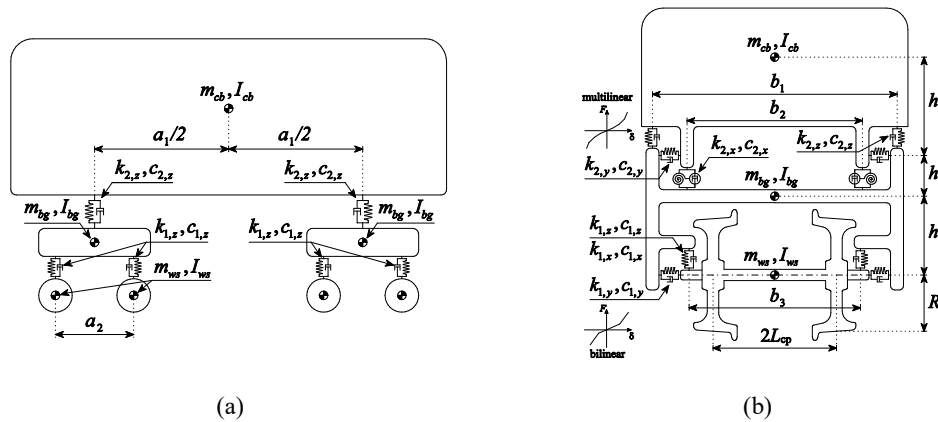 m_cb, I_cb
a_1/2 a_1/2
k_2,z, c_2,z k_2,z, c_2,z
m_bg, I_bg m_bg, I_bg
k_1,z, c_1,z k_1,z, c_1,z
m_ws, I_ws
a_2
(a)
m_cb, I_cb
b_1
h
multilinear
F
δ
b_2
k_2,x, c_2,x
k_2,z, c_2,z
k_2,y, c_2,y
h
m_bg, I_bg
h
k_1,z, c_1,z
k_1,x, c_1,x
m_ws, I_ws
k_1,y, c_1,y
b_3
R
F
δ
bilinear
2L_cp
(b)